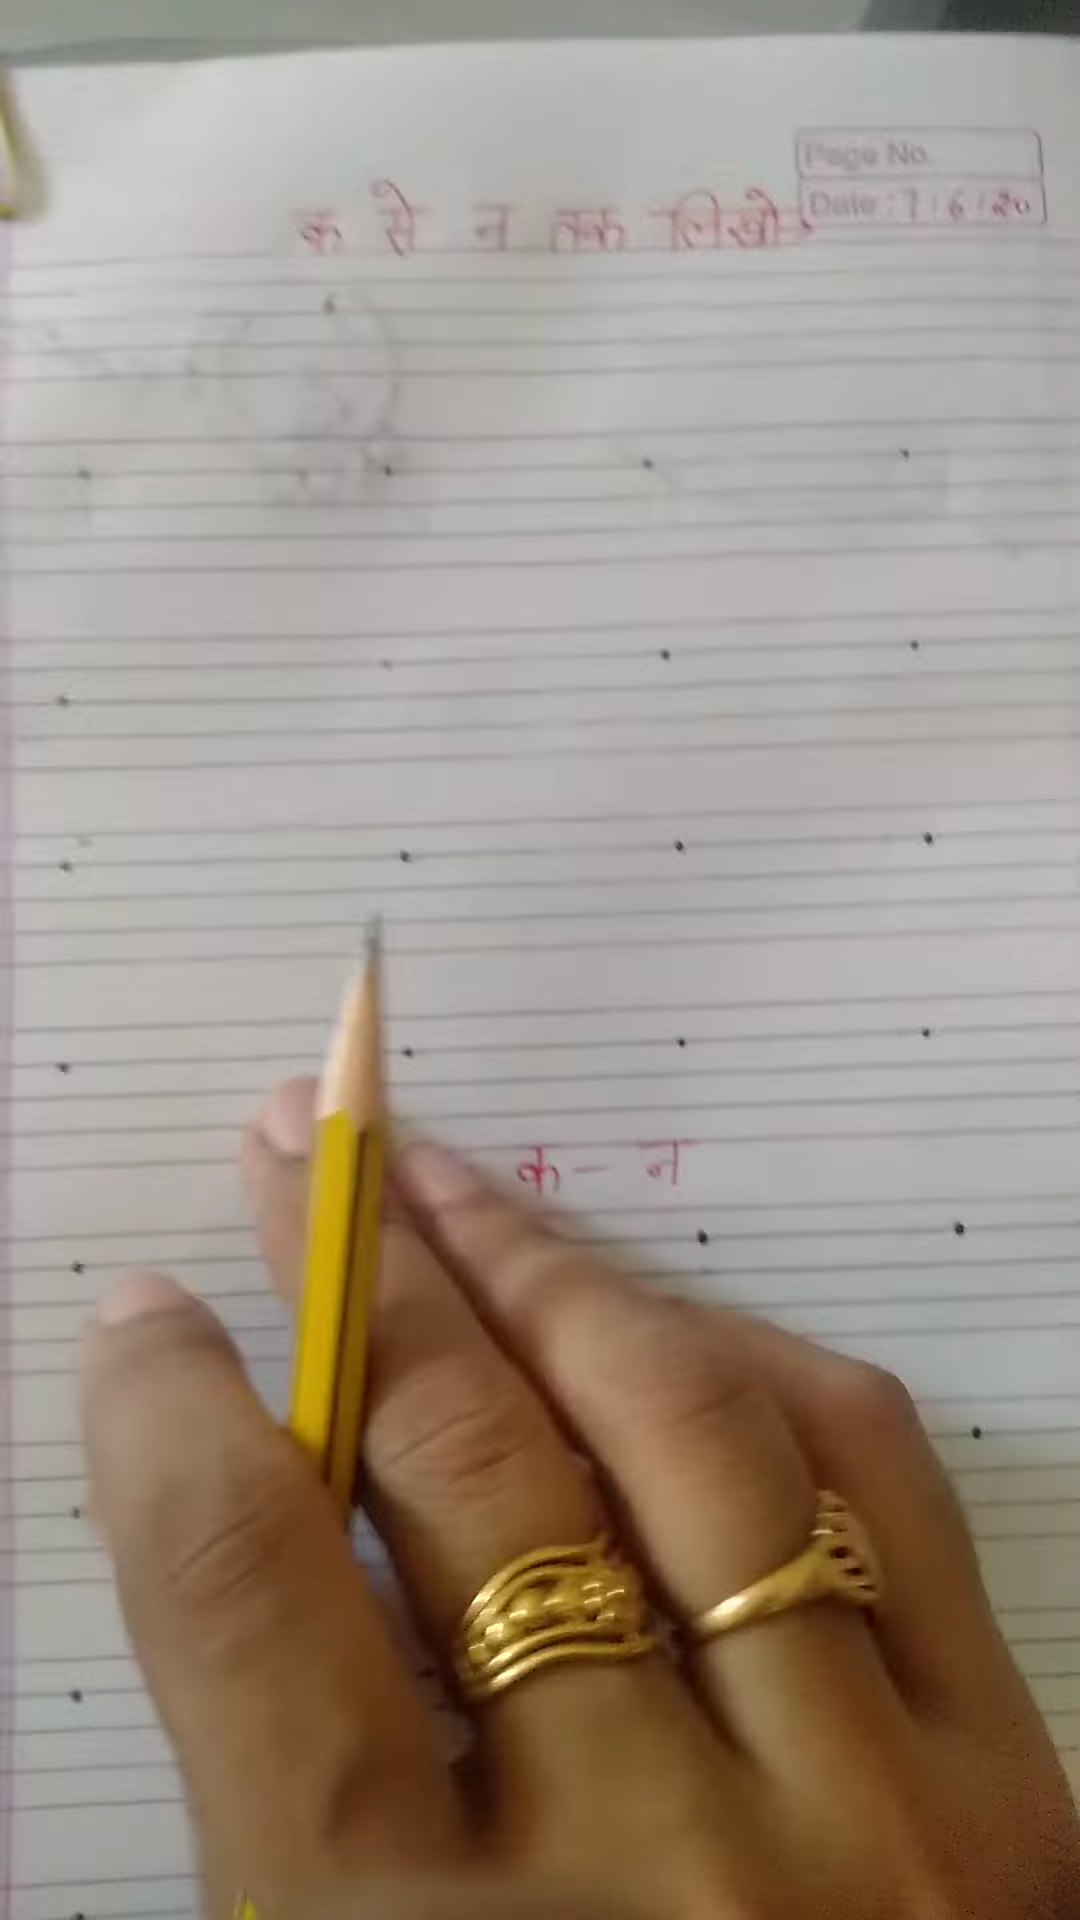 Page No.
Date: 7:6:20
क से न तक लिखो-
क - न